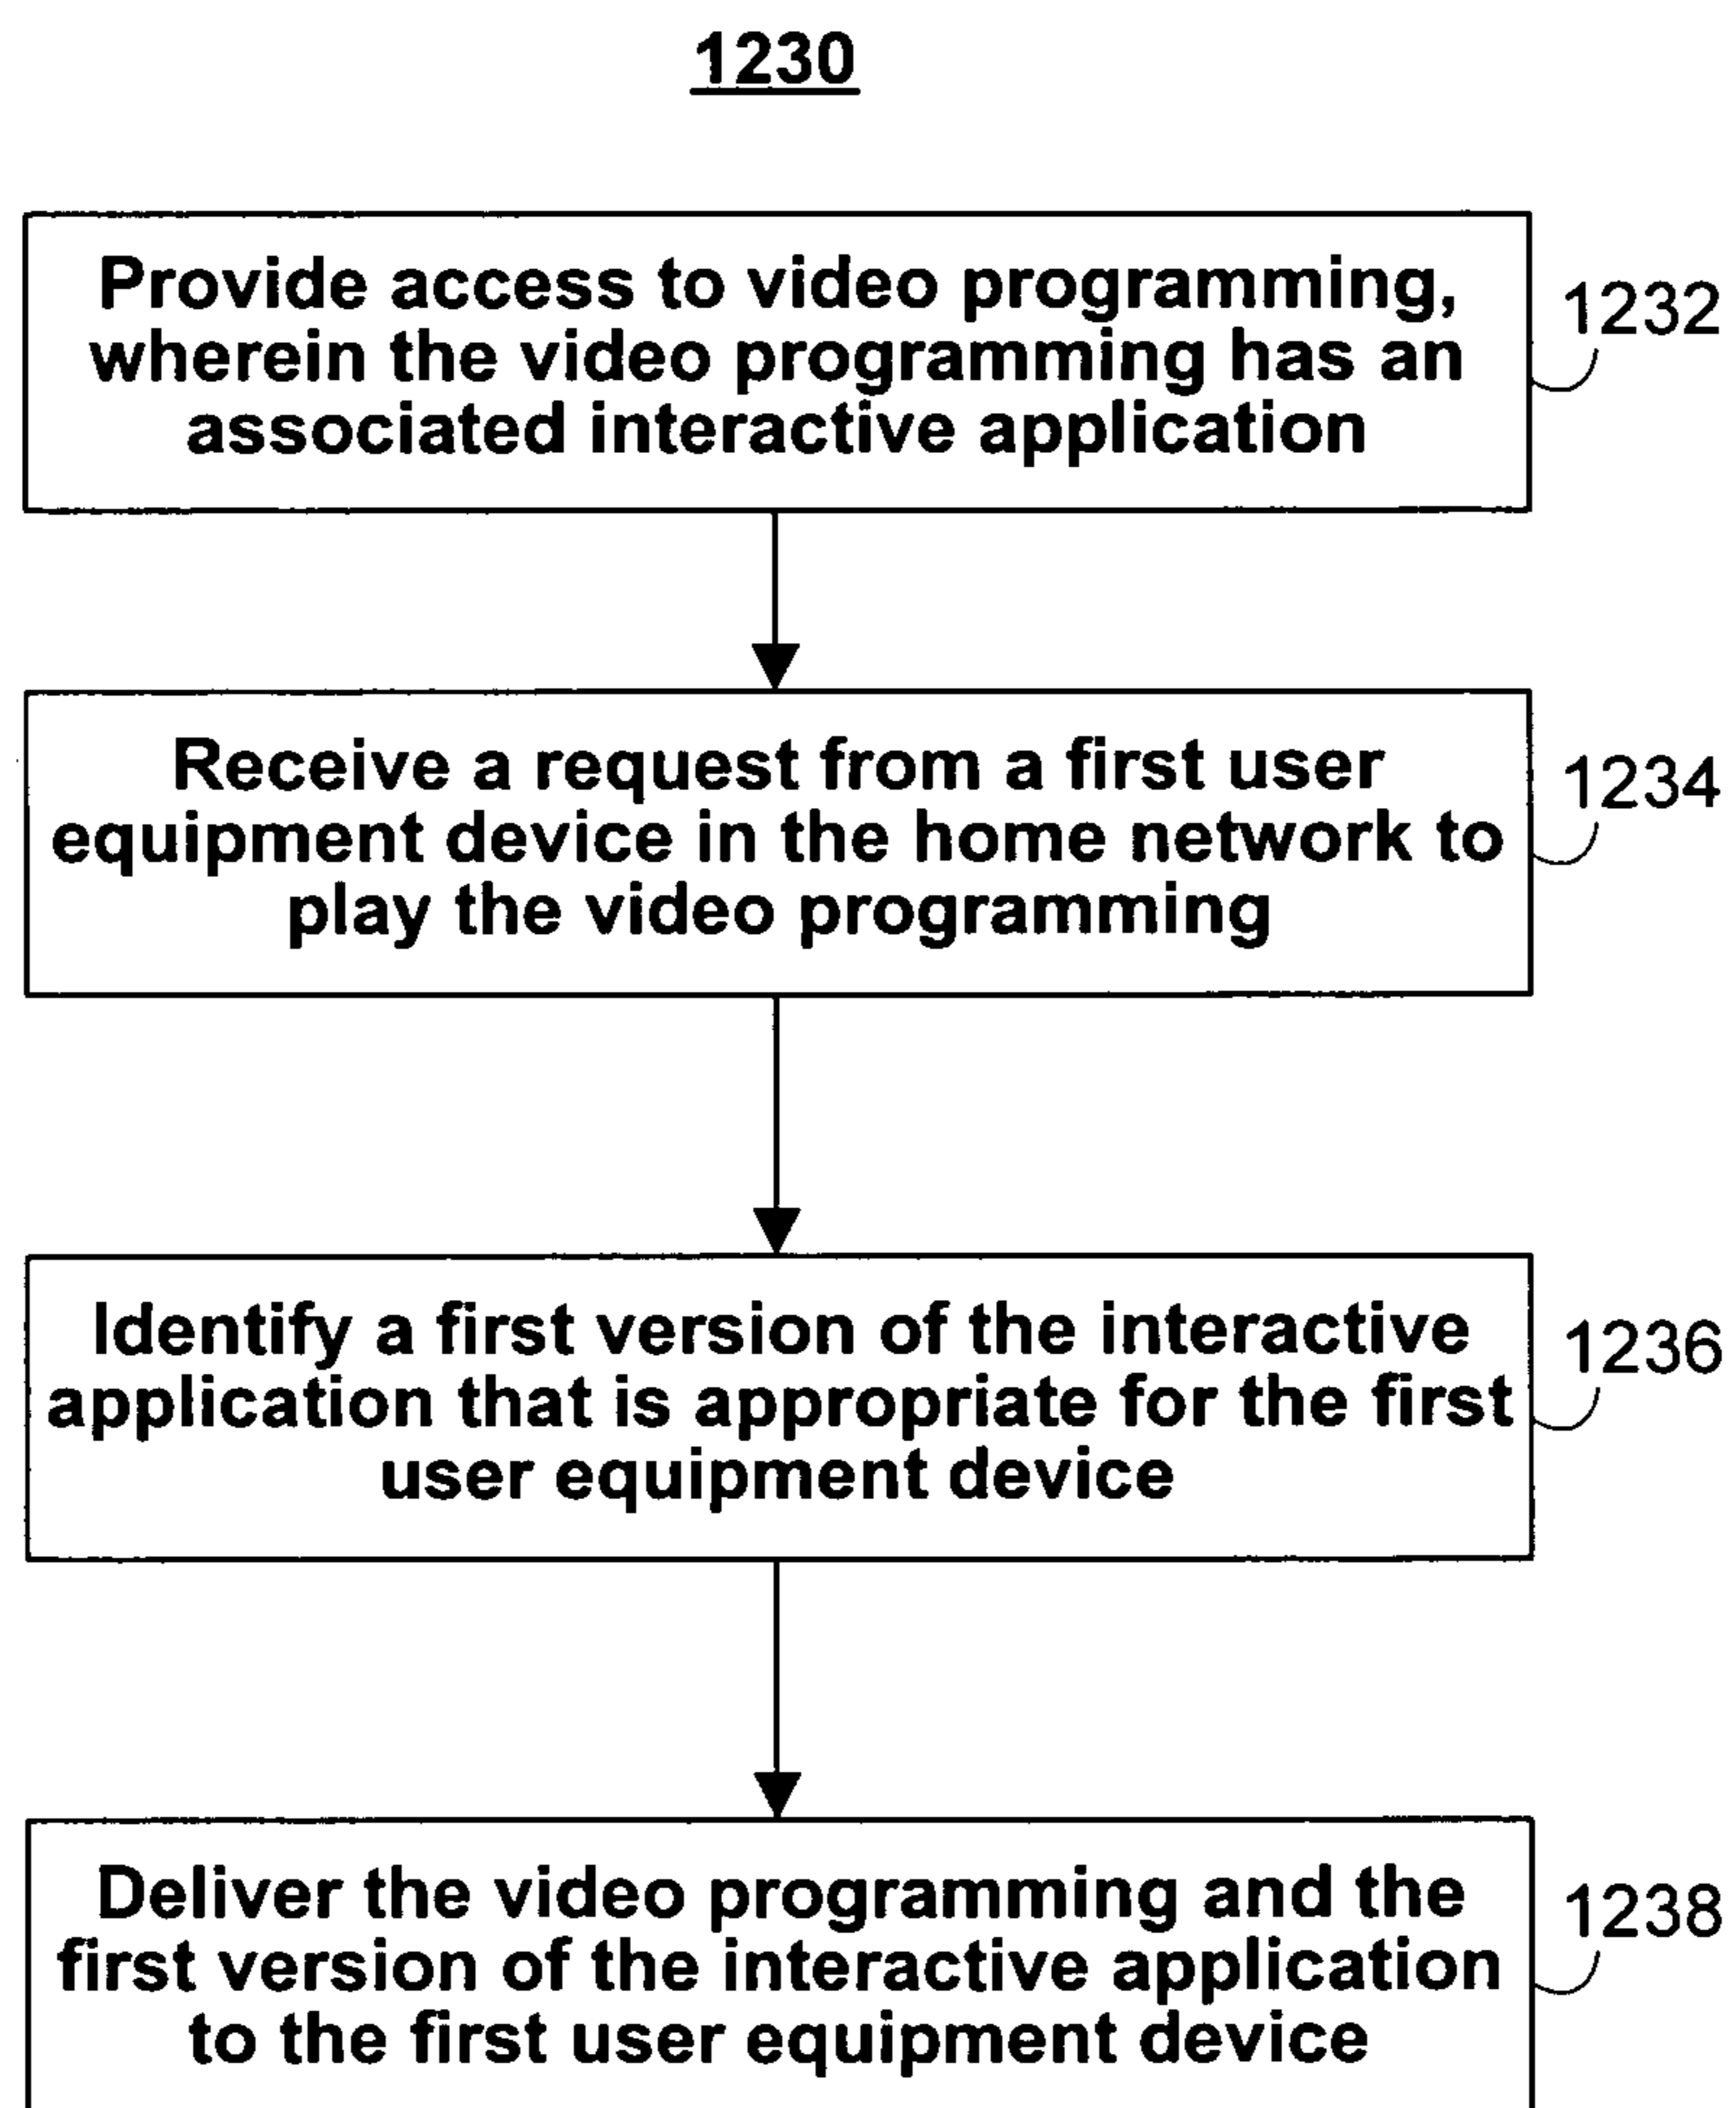 1230
Provide access to video programming,
wherein the video programming has an
associated interactive application
1232
Receive a request from a first user
equipment device in the home network to
play the video programming
1234
Identify a first version of the interactive
application that is appropriate for the first
user equipment device
1236
Deliver the video programming and the
first version of the interactive application
to the first user equipment device
1238